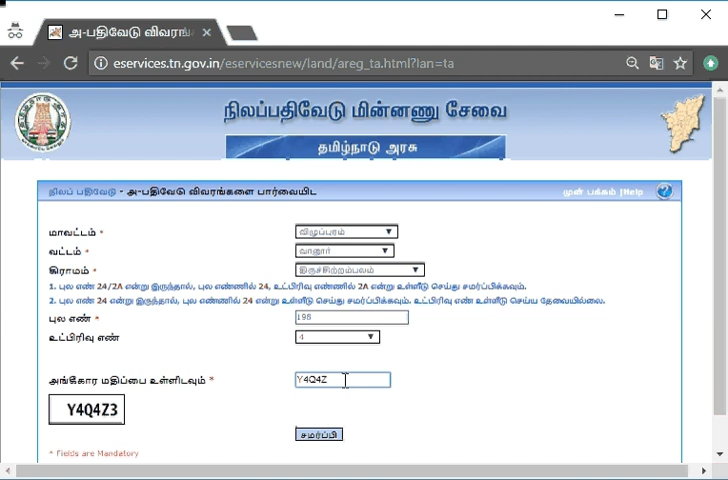 அ-பதிவேடு விவரங்
eservices.tn.gov.in/eservicesnew/land/areg_ta.html?lan=ta
நிலப்பதிவேடு மின்னணு சேவை
தமிழ்நாடு அரசு
நிலப் பதிவேடு - அ-பதிவேடு விவரங்களை பார்வையிட முன் பக்கம் |Help
மாவட்டம் * விழுப்புரம்
வட்டம் * வானூர்
கிராமம் * திருச்சிற்றம்பலம்
1. புல எண் 24/2A என்று இருந்தால், புல எண்ணில் 24, உட்பிரிவு எண்ணில் 2A என்று உள்ளீடு செய்து சமர்ப்பிக்கவும்.
2. புல எண் 24 என்று இருந்தால், புல எண்ணில் 24 என்று உள்ளீடு செய்து சமர்ப்பிக்கவும். உட்பிரிவு எண் உள்ளீடு செய்ய தேவையில்லை.
புல எண் * 198
உட்பிரிவு எண் 4
அங்கீகார மதிப்பை உள்ளிடவும் * Y4Q4Z
Y4Q4Z3
சமர்ப்பி
* Fields are Mandatory